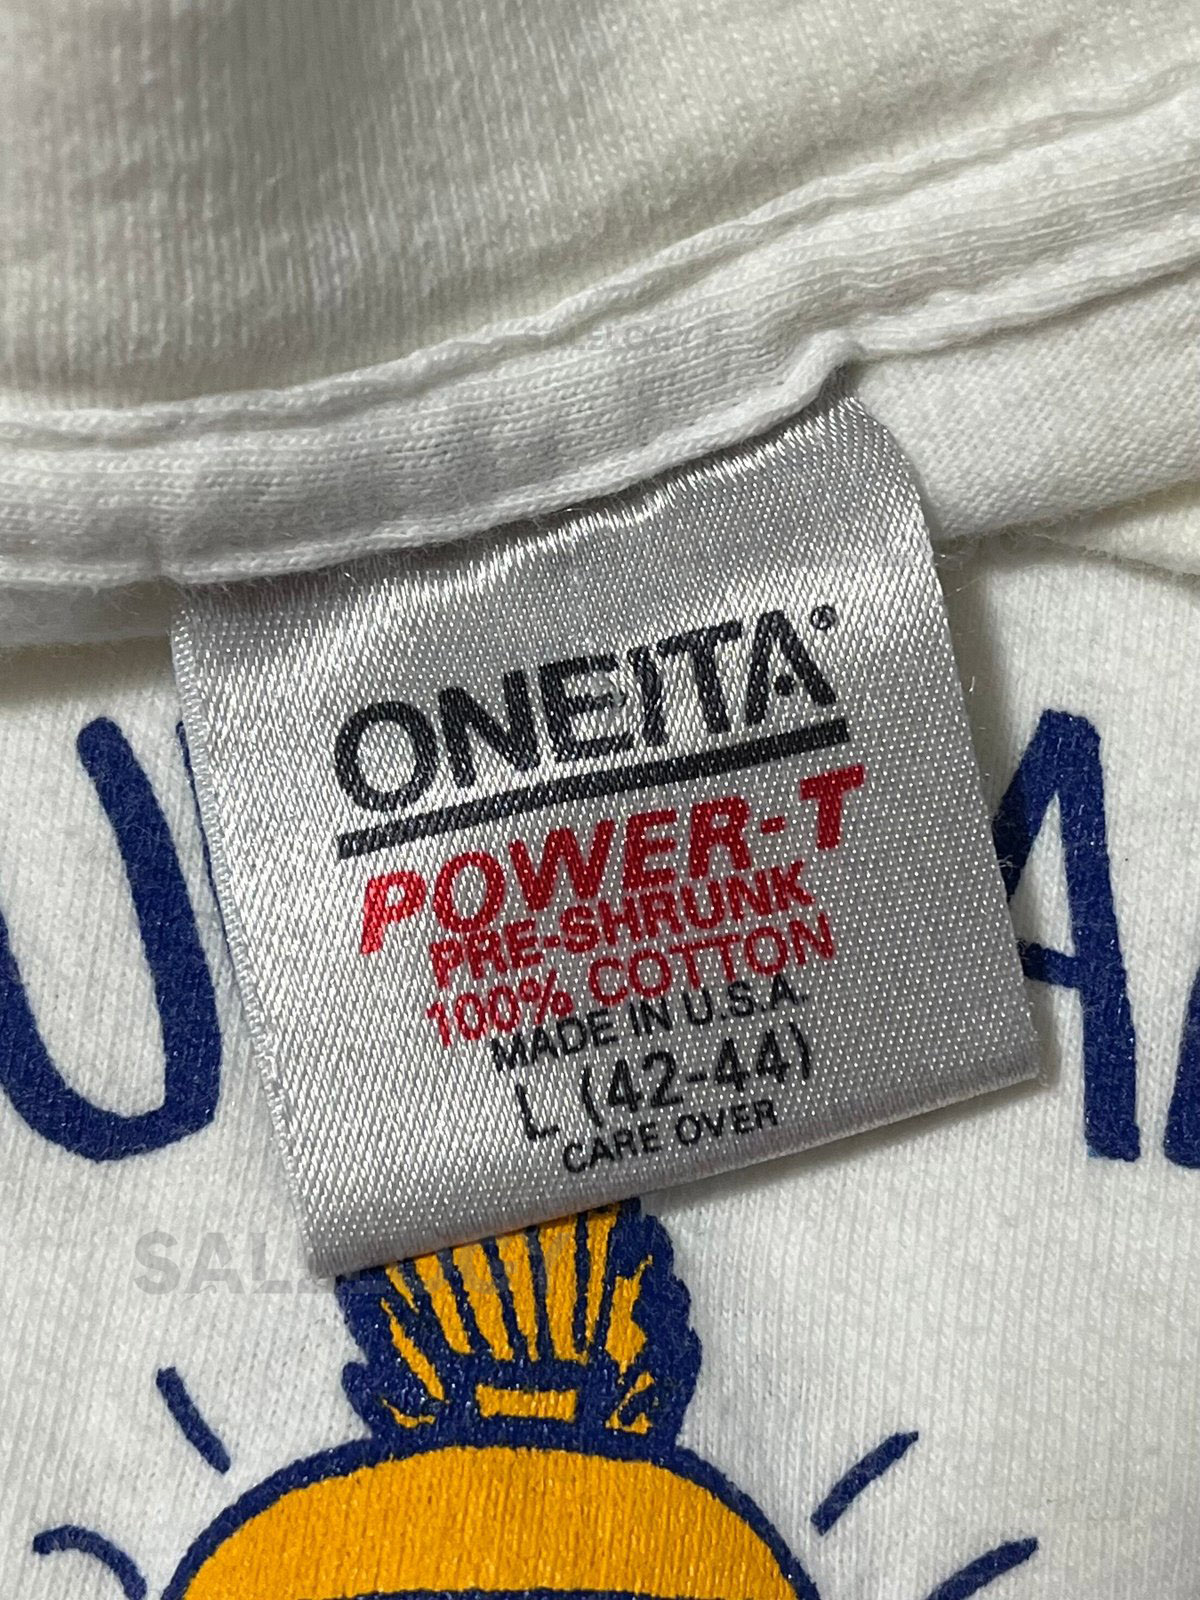 ONEITA®
POWER-T
PRE-SHRUNK
100% COTTON
MADE IN U.S.A.
L (42-44)
CARE OVER